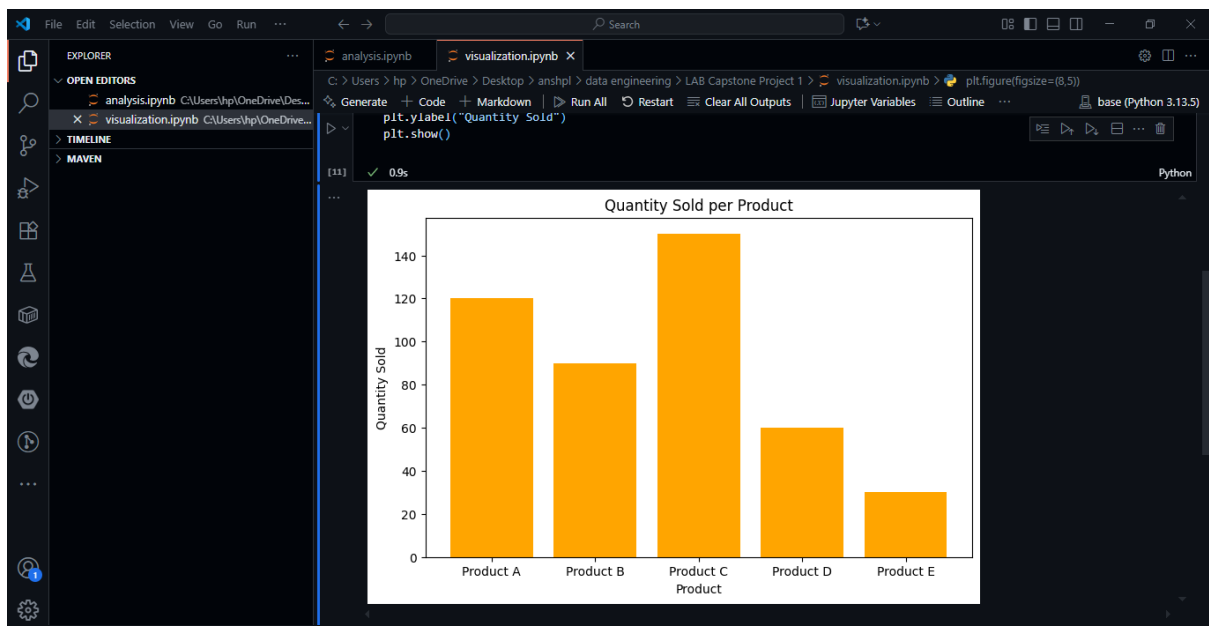 File Edit Selection View Go Run ···
Search
EXPLORER ···
OPEN EDITORS
analysis.ipynb C:\Users\hp\OneDrive\Des...
visualization.ipynb C:\Users\hp\OneDrive...
TIMELINE
MAVEN
1
analysis.ipynb visualization.ipynb
C: > Users > hp > OneDrive > Desktop > anshpl > data engineering > LAB Capstone Project 1 > visualization.ipynb > plt.figure(figsize=(8,5))
Generate + Code + Markdown Run All Restart Clear All Outputs Jupyter Variables Outline ··· base (Python 3.13.5)
plt.ylabel("Quantity Sold")
plt.show()
[11] 0.9s Python
Quantity Sold per Product
140
120
100
80
60
40
20
0
Quantity Sold
Product A Product B Product C Product D Product E
Product